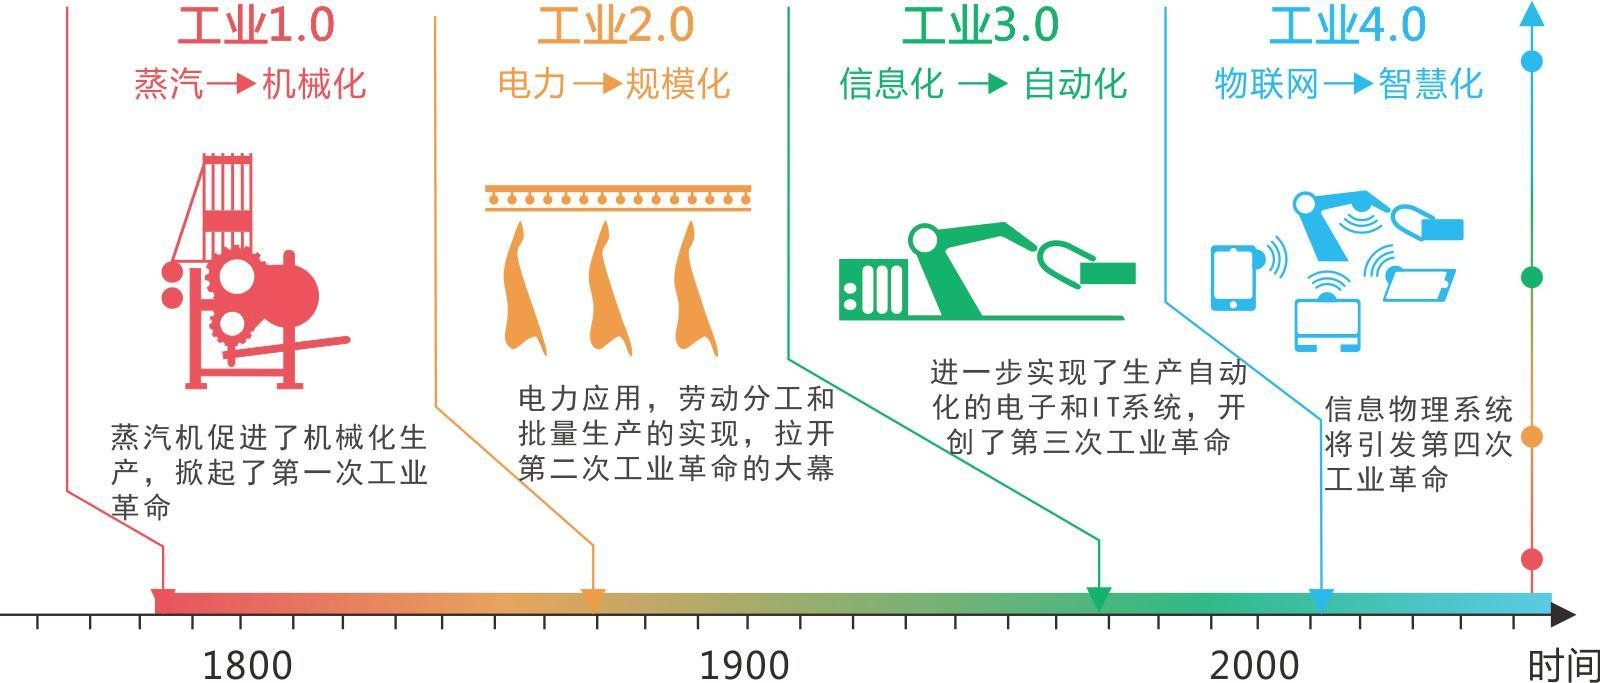 工业1.0
蒸汽→机械化
蒸汽机促进了机械化生
产，掀起了第一次工业
革命
工业2.0
电力→规模化
电力应用，劳动分工和
批量生产的实现，拉开
第二次工业革命的大幕
工业3.0
信息化→自动化
进一步实现了生产自动
化的电子和IT系统，开
创了第三次工业革命
工业4.0
物联网→智慧化
信息物理系统
将引发第四次
工业革命
1800
1900
2000
时间